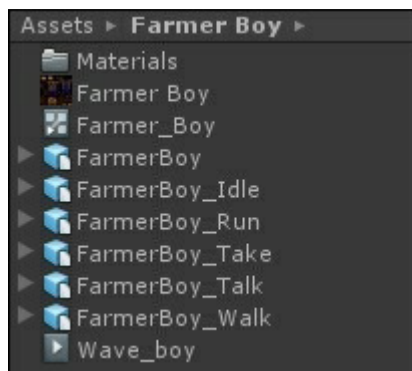 Assets ▸ Farmer Boy ▸
Materials
Farmer Boy
Farmer_Boy
FarmerBoy
FarmerBoy_Idle
FarmerBoy_Run
FarmerBoy_Take
FarmerBoy_Talk
FarmerBoy_Walk
Wave_boy